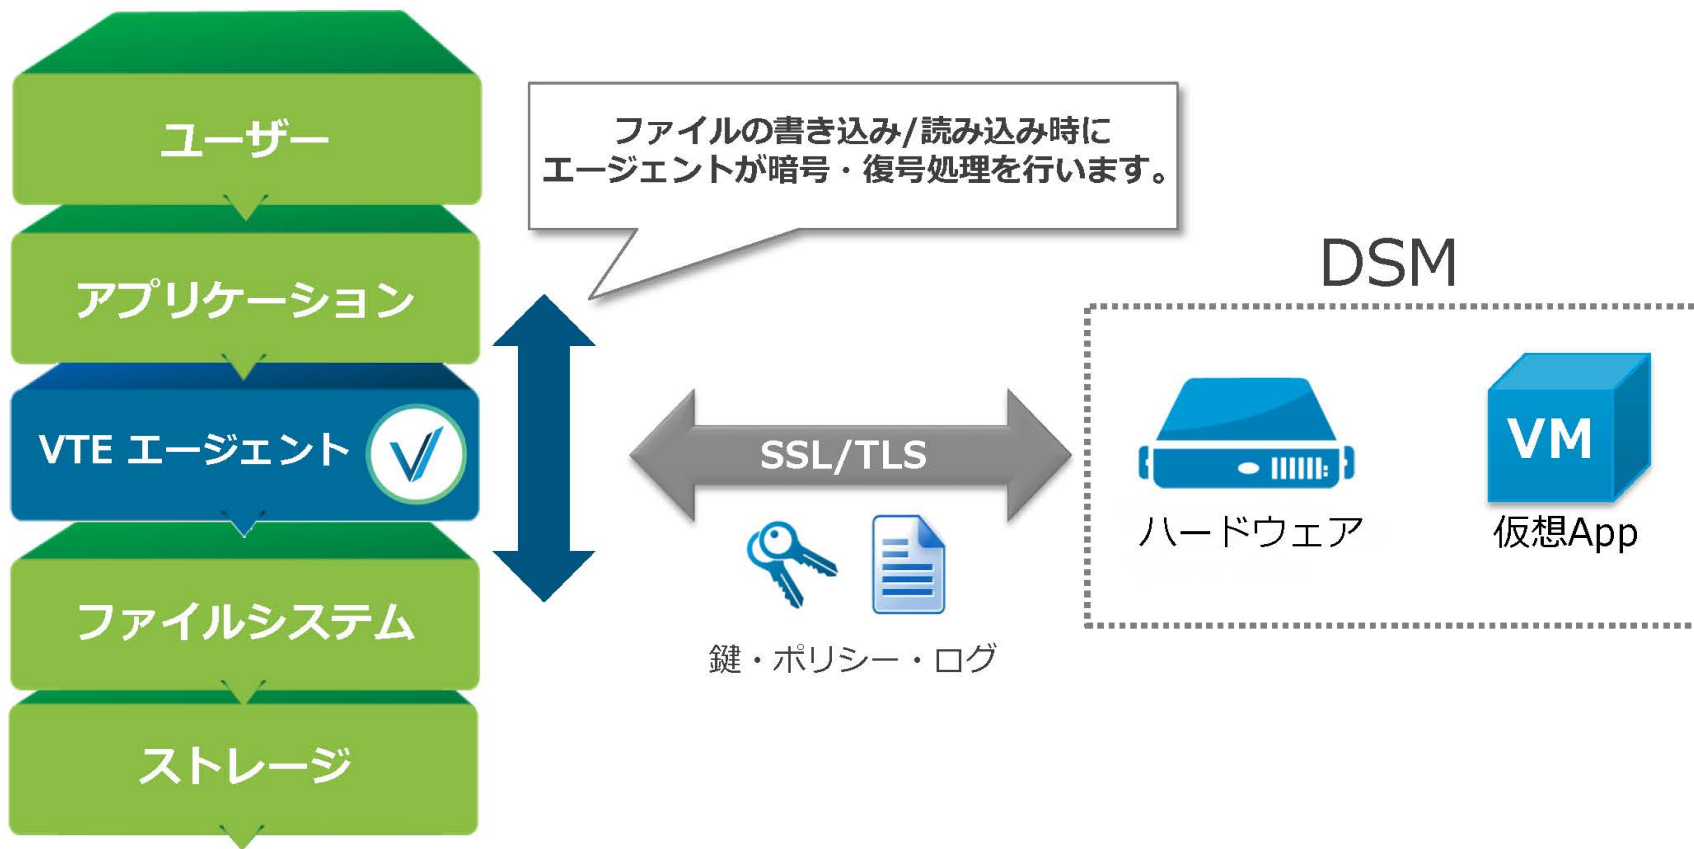 ユーザー
アプリケーション
VTE エージェント
ファイルシステム
ストレージ
ファイルの書き込み/読み込み時に
エージェントが暗号・復号処理を行います。
SSL/TLS
鍵・ポリシー・ログ
DSM
ハードウェア
VM
仮想App